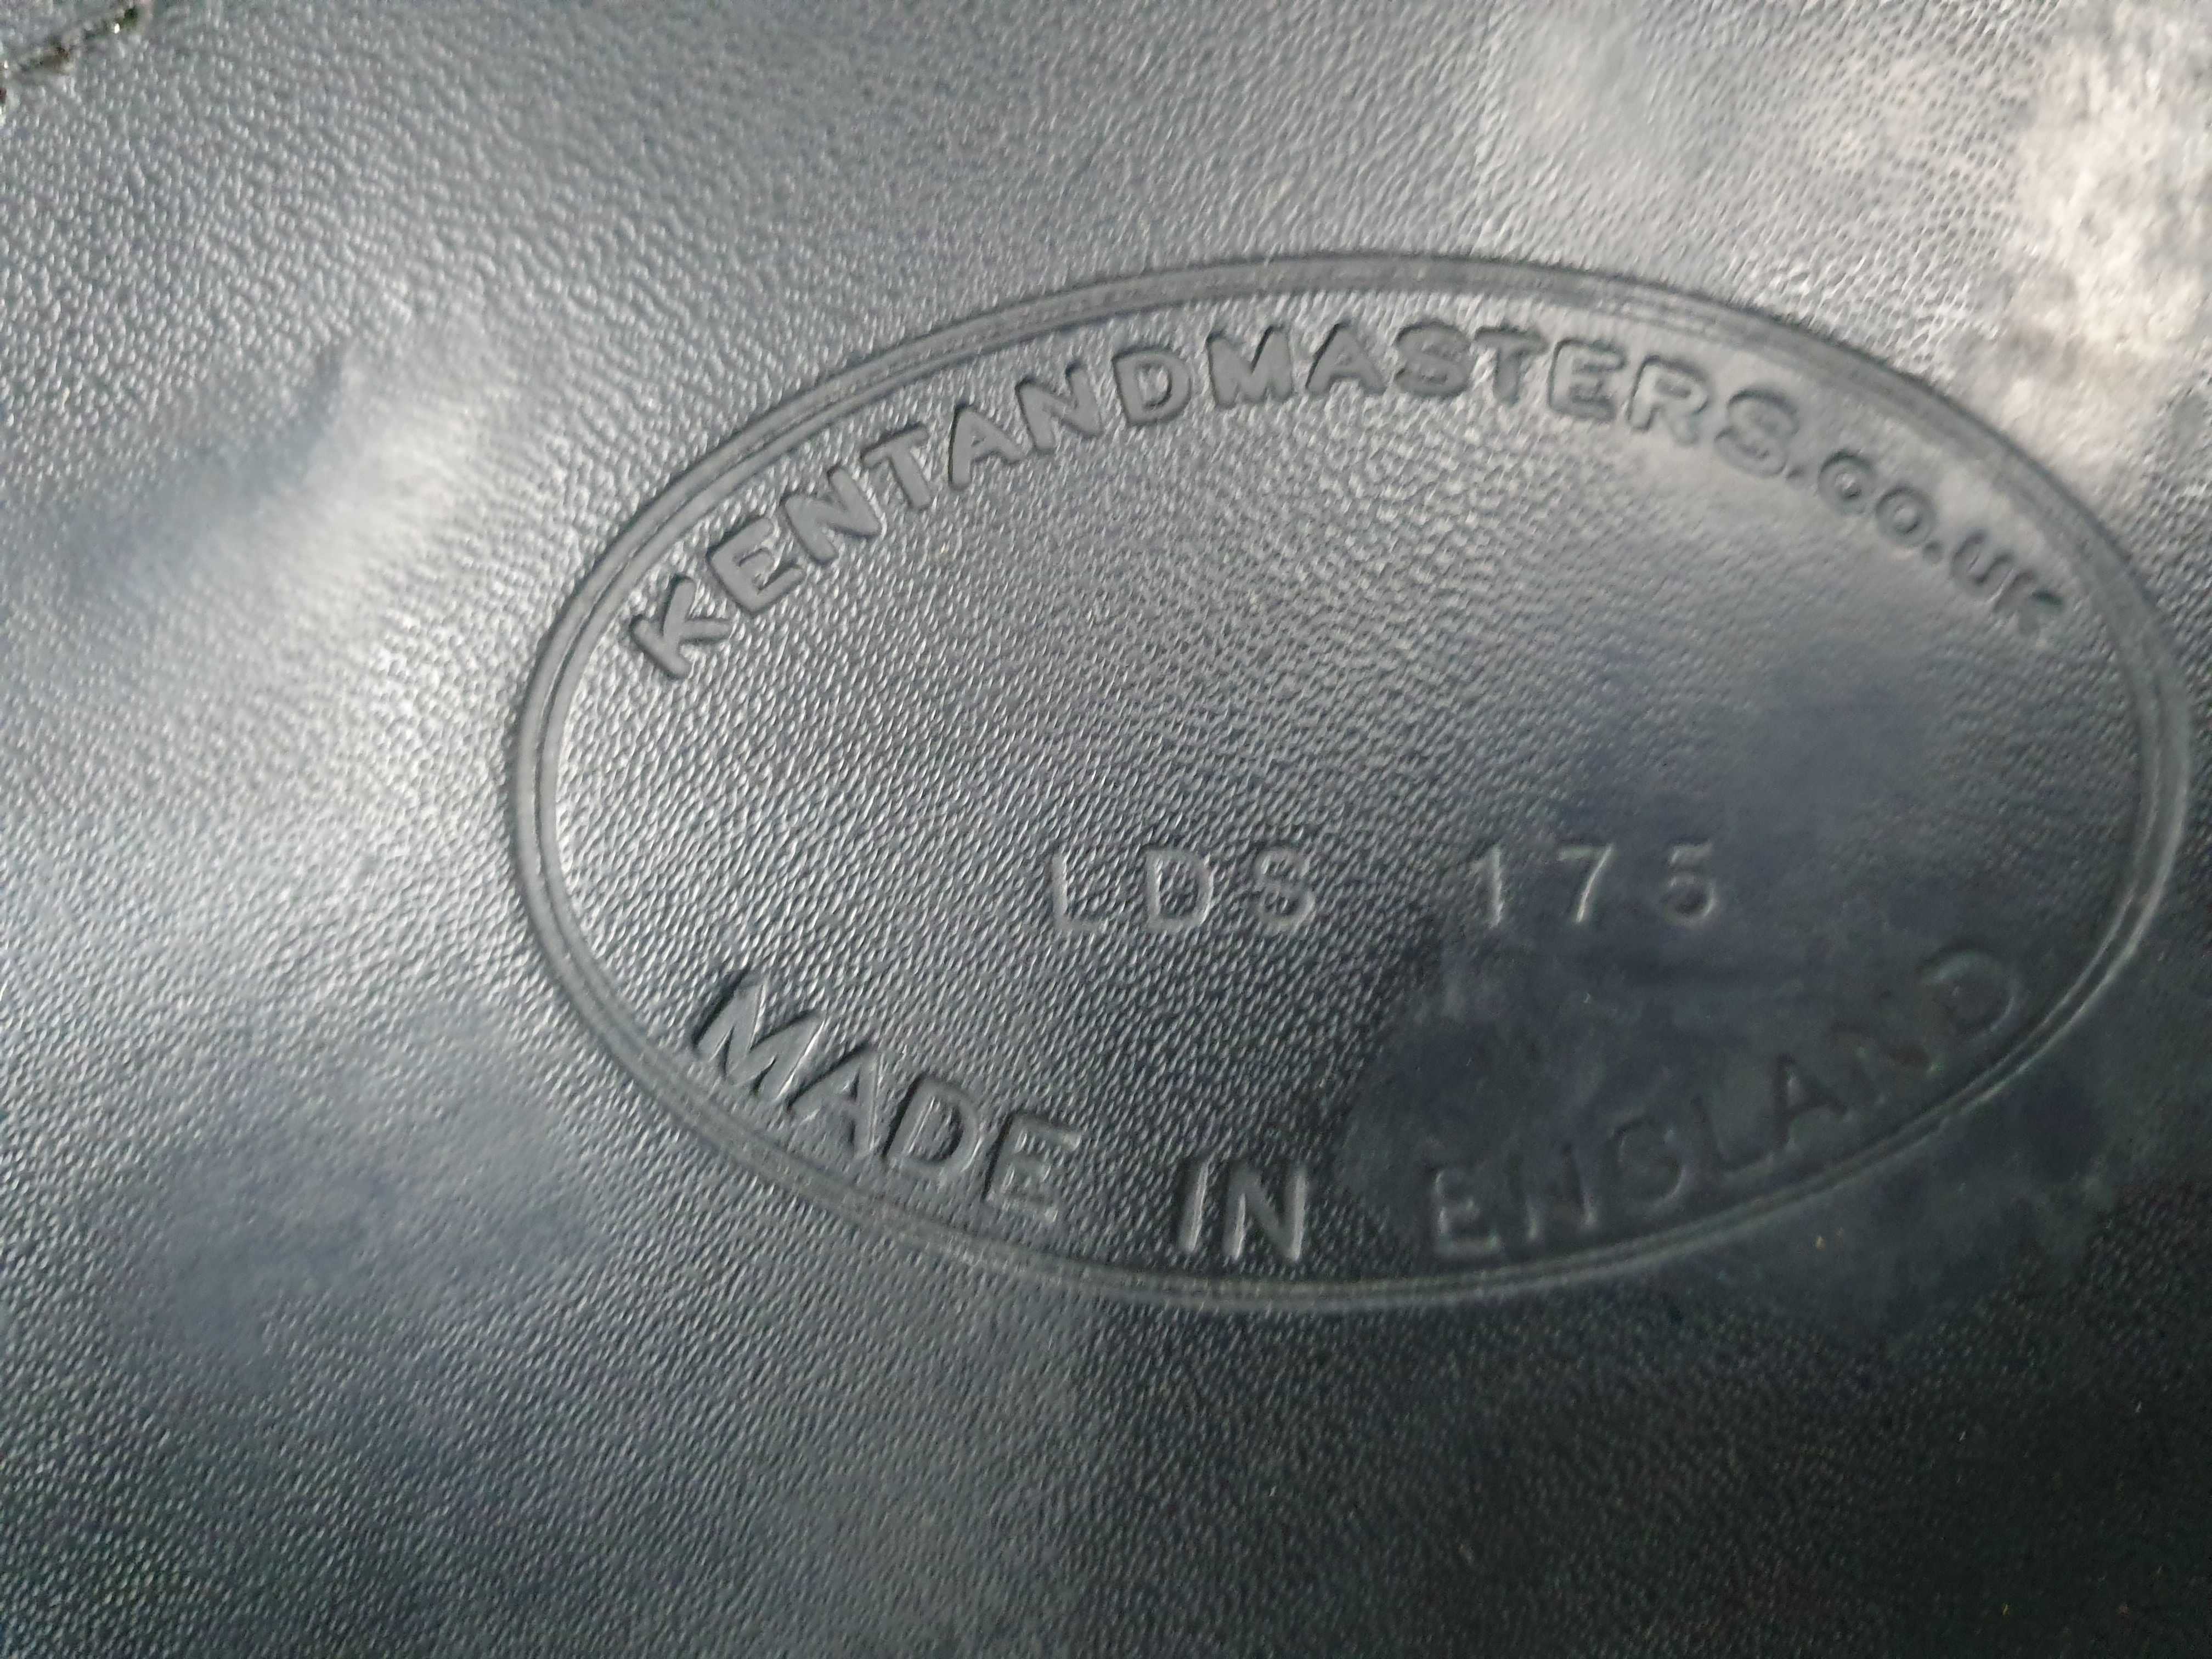 KENTANDMASTERS.CO.UK
LDS 175
MADE IN ENGLAND